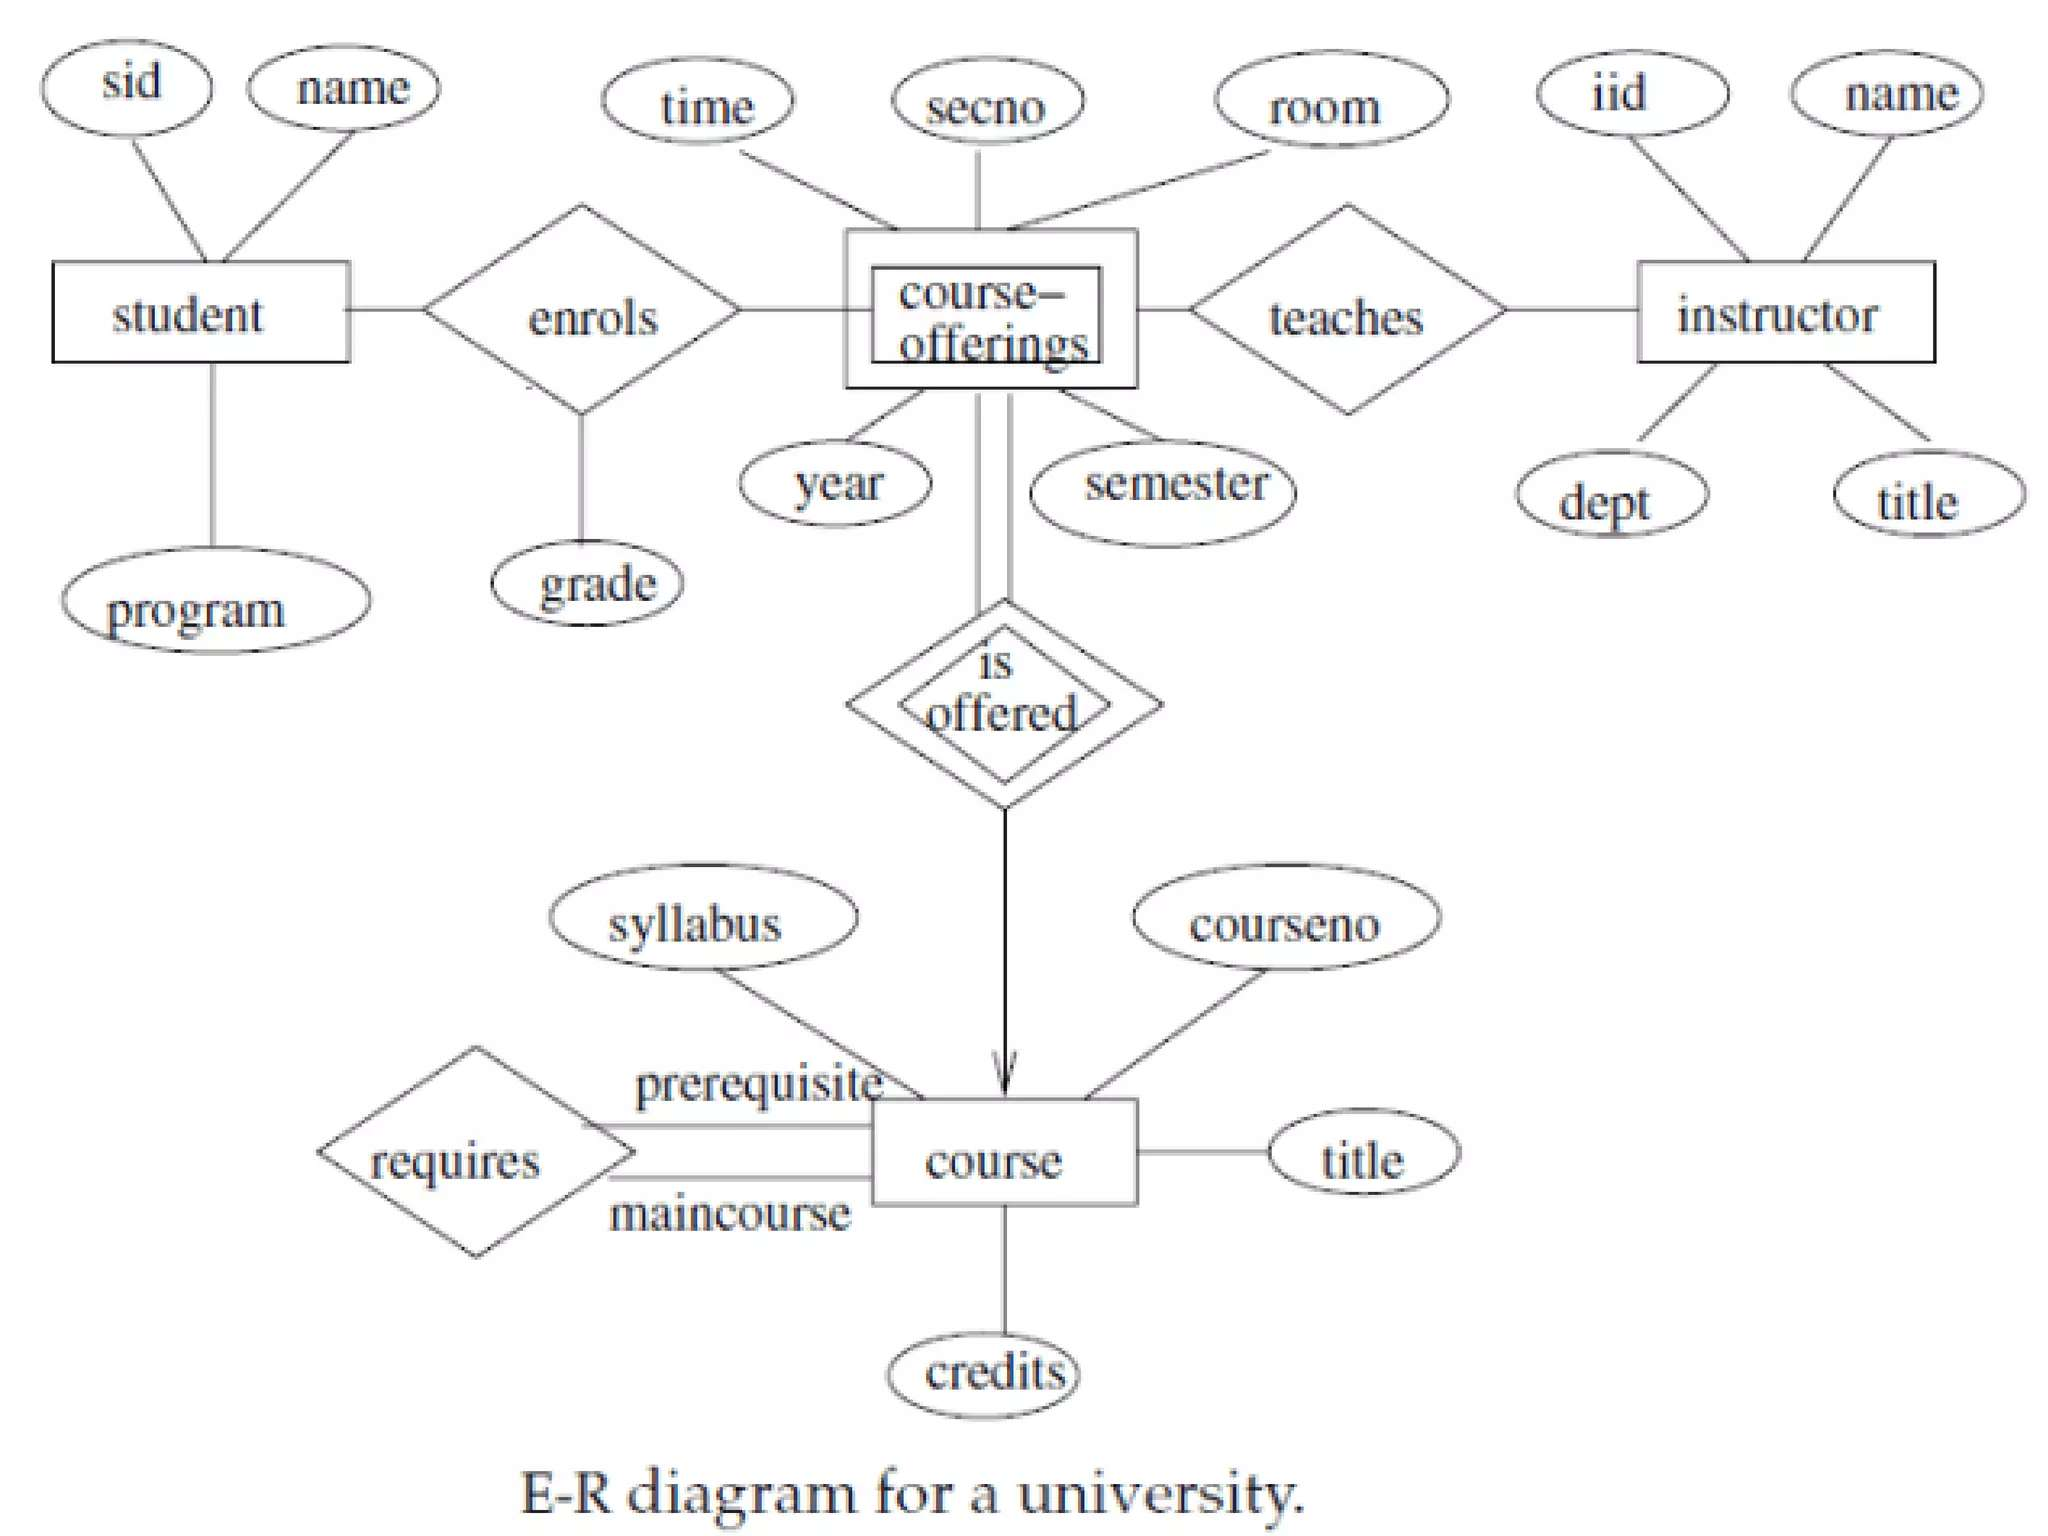 sid
name
time
secno
room
iid
name
student
enrols
course–
offerings
teaches
instructor
program
grade
year
semester
dept
title
is
offered
syllabus
courseno
prerequisite
requires
maincourse
course
title
credits
E-R diagram for a university.